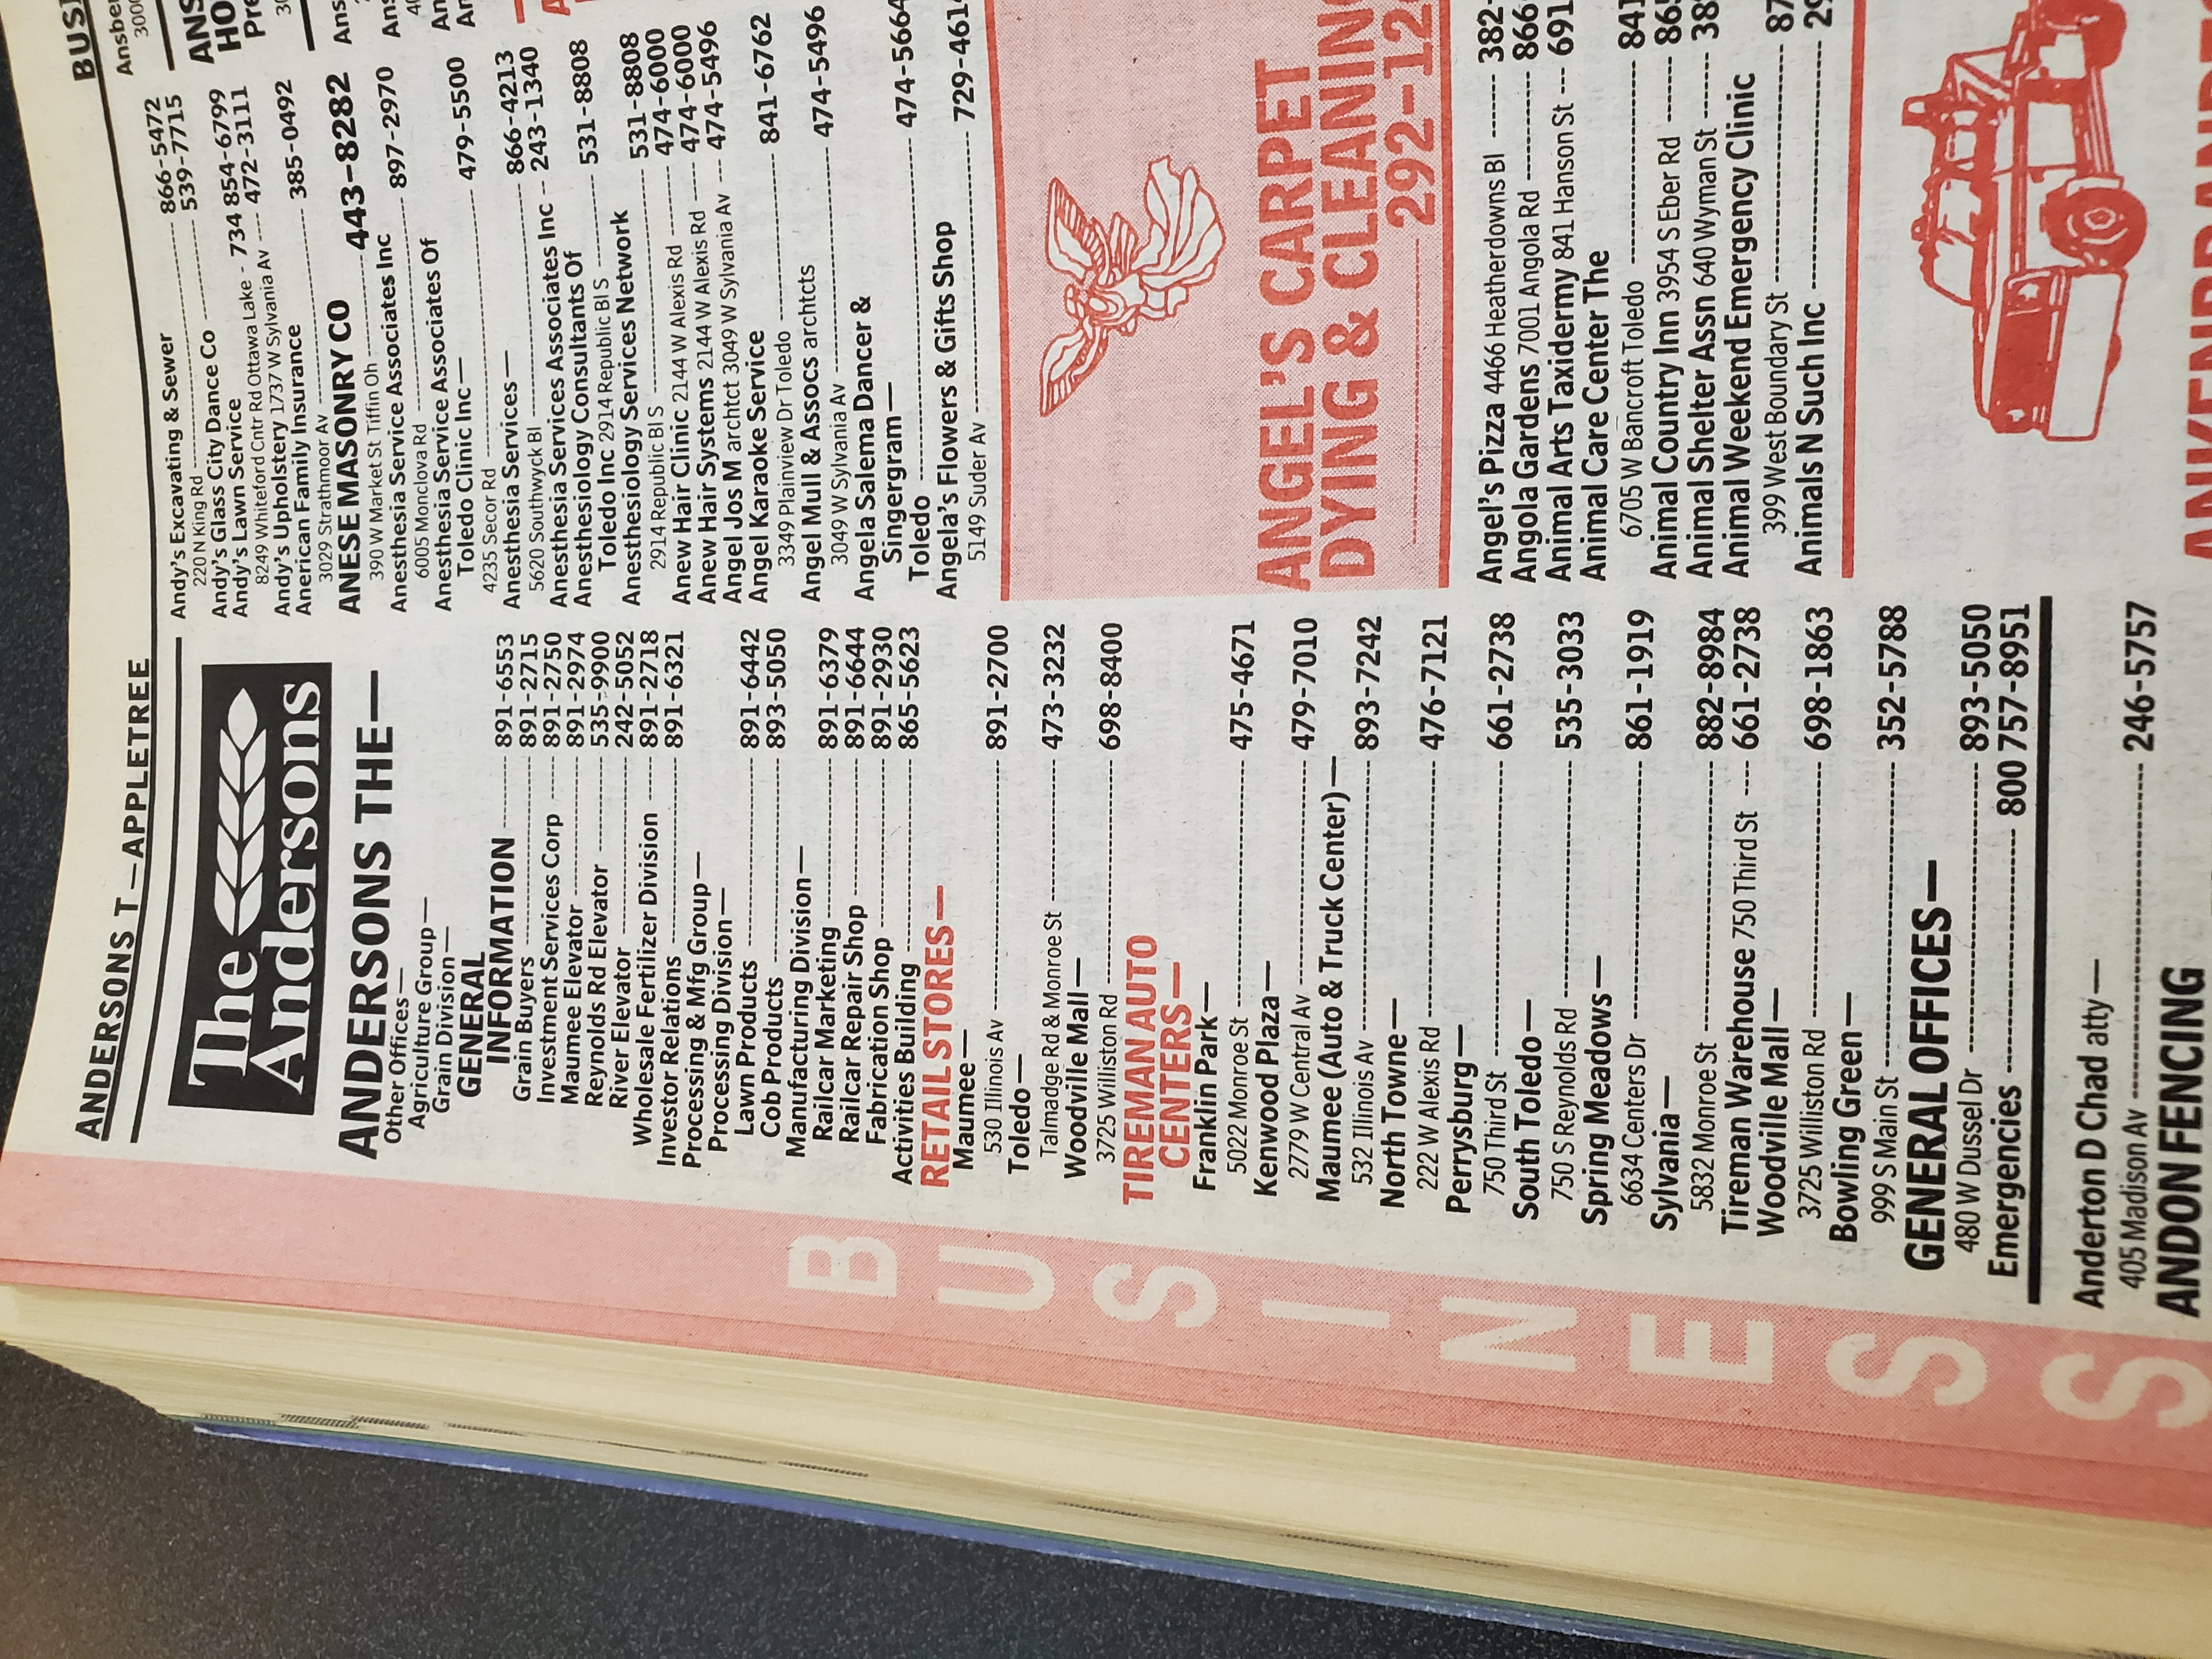 ANDERSONS T—APPLETREE
The
Andersons
ANDERSONS THE—
Other Offices—
Agriculture Group—
Grain Division—
GENERAL
INFORMATION -------- 891-6553
Grain Buyers -------- 891-2715
Investment Services Corp ---- 891-2750
Maumee Elevator -------- 891-2974
Reynolds Rd Elevator -------- 535-9900
River Elevator -------- 242-5052
Wholesale Fertilizer Division ---- 891-2718
Investor Relations -------- 891-6321
Processing & Mfg Group—
Processing Division—
Lawn Products -------- 891-6442
Cob Products -------- 893-5050
Manufacturing Division—
Railcar Marketing -------- 891-6379
Railcar Repair Shop -------- 891-6644
Fabrication Shop -------- 891-2930
Activities Building -------- 865-5623
RETAIL STORES—
Maumee—
530 Illinois Av -------- 891-2700
Toledo—
Talmadge Rd & Monroe St -------- 473-3232
Woodville Mall—
3725 Williston Rd -------- 698-8400
TIREMAN AUTO
CENTERS—
Franklin Park—
5022 Monroe St -------- 475-4671
Kenwood Plaza—
2779 W Central Av -------- 479-7010
Maumee (Auto & Truck Center)—
532 Illinois Av -------- 893-7242
North Towne—
222 W Alexis Rd -------- 476-7121
Perrysburg—
750 Third St -------- 661-2738
South Toledo—
750 S Reynolds Rd -------- 535-3033
Spring Meadows—
6634 Centers Dr -------- 861-1919
Sylvania—
5832 Monroe St -------- 882-8984
Tireman Warehouse 750 Third St ---- 661-2738
Woodville Mall—
3725 Williston Rd -------- 698-1863
Bowling Green—
999 S Main St -------- 352-5788
GENERAL OFFICES—
480 W Dussel Dr -------- 893-5050
Emergencies -------- 800 757-8951
Anderton D Chad atty—
405 Madison Av -------- 246-5757
ANDON FENCING
Andy's Excavating & Sewer
220 N King Rd -------- 866-5472
Andy's Glass City Dance Co -------- 539-7715
Andy's Lawn Service
8249 Whiteford Cntr Rd Ottawa Lake - 734 854-6799
Andy's Upholstery 1737 W Sylvania Av ---- 472-3111
Anerican Family Insurance
3029 Strathmoor Av -------- 385-0492
ANESE MASONRY CO -------- 443-8282
390 W Market St Tiffin Oh
Anesthesia Service Associates Inc
6005 Monclova Rd -------- 897-2970
Anesthesia Service Associates Of
Toledo Clinic Inc—
4235 Secor Rd -------- 479-5500
Anesthesia Services—
5620 Southwyck Bl -------- 866-4213
Anesthesia Services Associates Inc -- 243-1340
Anesthesiology Consultants Of
Toledo Inc 2914 Republic Bl S -------- 531-8808
Anesthesiology Services Network
2914 Republic Bl S -------- 531-8808
Anew Hair Clinic 2144 W Alexis Rd -------- 474-6000
Anew Hair Systems 2144 W Alexis Rd ---- 474-6000
Angel Jos M archtct 3049 W Sylvania Av ---- 474-5496
Angel Karaoke Service
3349 Plainview Dr Toledo -------- 841-6762
Angel Mull & Assocs archtcts
3049 W Sylvania Av -------- 474-5496
Angela Salema Dancer &
Singergram—
Toledo -------- 474-5664
Angela's Flowers & Gifts Shop
5149 Suder Av -------- 729-461
ANGEL'S CARPET
DYING & CLEANING
-------- 292-12
Angel's Pizza 4466 Heatherdowns Bl -------- 382-
Angola Gardens 7001 Angola Rd -------- 866
Animal Arts Taxidermy 841 Hanson St --- 691
Animal Care Center The
6705 W Bancroft Toledo -------- 841
Animal Country Inn 3954 S Eber Rd ------ 865
Animal Shelter Assn 640 Wyman St ------ 38
Animal Weekend Emergency Clinic
399 West Boundary St -------- 87
Animals N Such Inc -------- 29
BUSI
Ansbe
3000
ANS
HO
Pre
BUSINESS